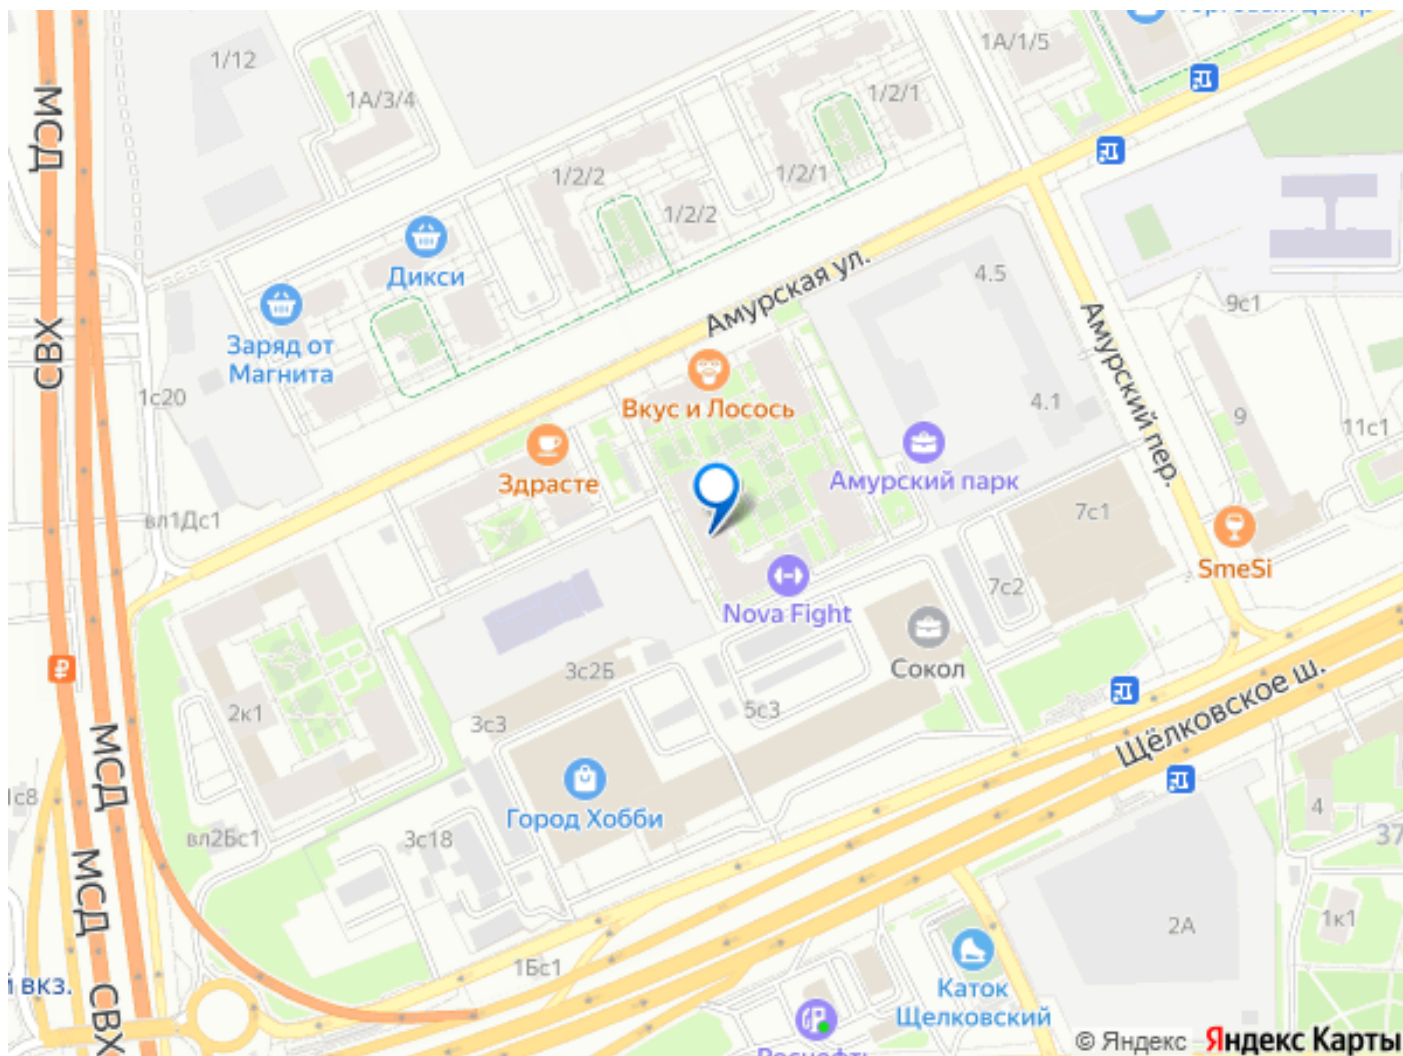 Торговый центр
1/12
1А/1/5
1А/3/4
1/2/1
МСД
1/2/2
1/2/1
1/2/2
Дикси
Амурская ул.
4.5
9с1
СВХ
Заряд от
Магнита
Амурский пер.
1с20
Вкус и Лосось
4.1
9
11с1
Здрасте
Амурский парк
вл1Дс1
7с1
SmeSi
7с2
Nova Fight
3с2Б
Сокол
2к1
3с3
5с3
Щёлковское ш.
МСД
1с8
Город Хобби
4
37
вл2Бс1
3с18
МСД
2А
1к1
1Бс1
й вкз.
СВХ
Каток
Щелковский
Роснефть
© Яндекс Яндекс Карты